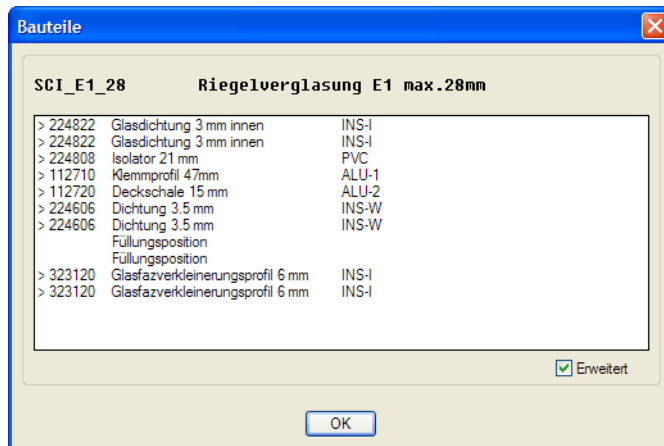 Bauteile
SCI_E1_28 Riegelverglasung E1 max.28mm
> 224822 Glasdichtung 3 mm innen INS-I
> 224822 Glasdichtung 3 mm innen INS-I
> 224808 Isolator 21 mm PVC
> 112710 Klemmprofil 47mm ALU-1
> 112720 Deckschale 15 mm ALU-2
> 224606 Dichtung 3.5 mm INS-W
> 224606 Dichtung 3.5 mm INS-W
Füllungsposition
Füllungsposition
> 323120 Glasfazverkleinerungsprofil 6 mm INS-I
> 323120 Glasfazverkleinerungsprofil 6 mm INS-I
Erweitert
OK